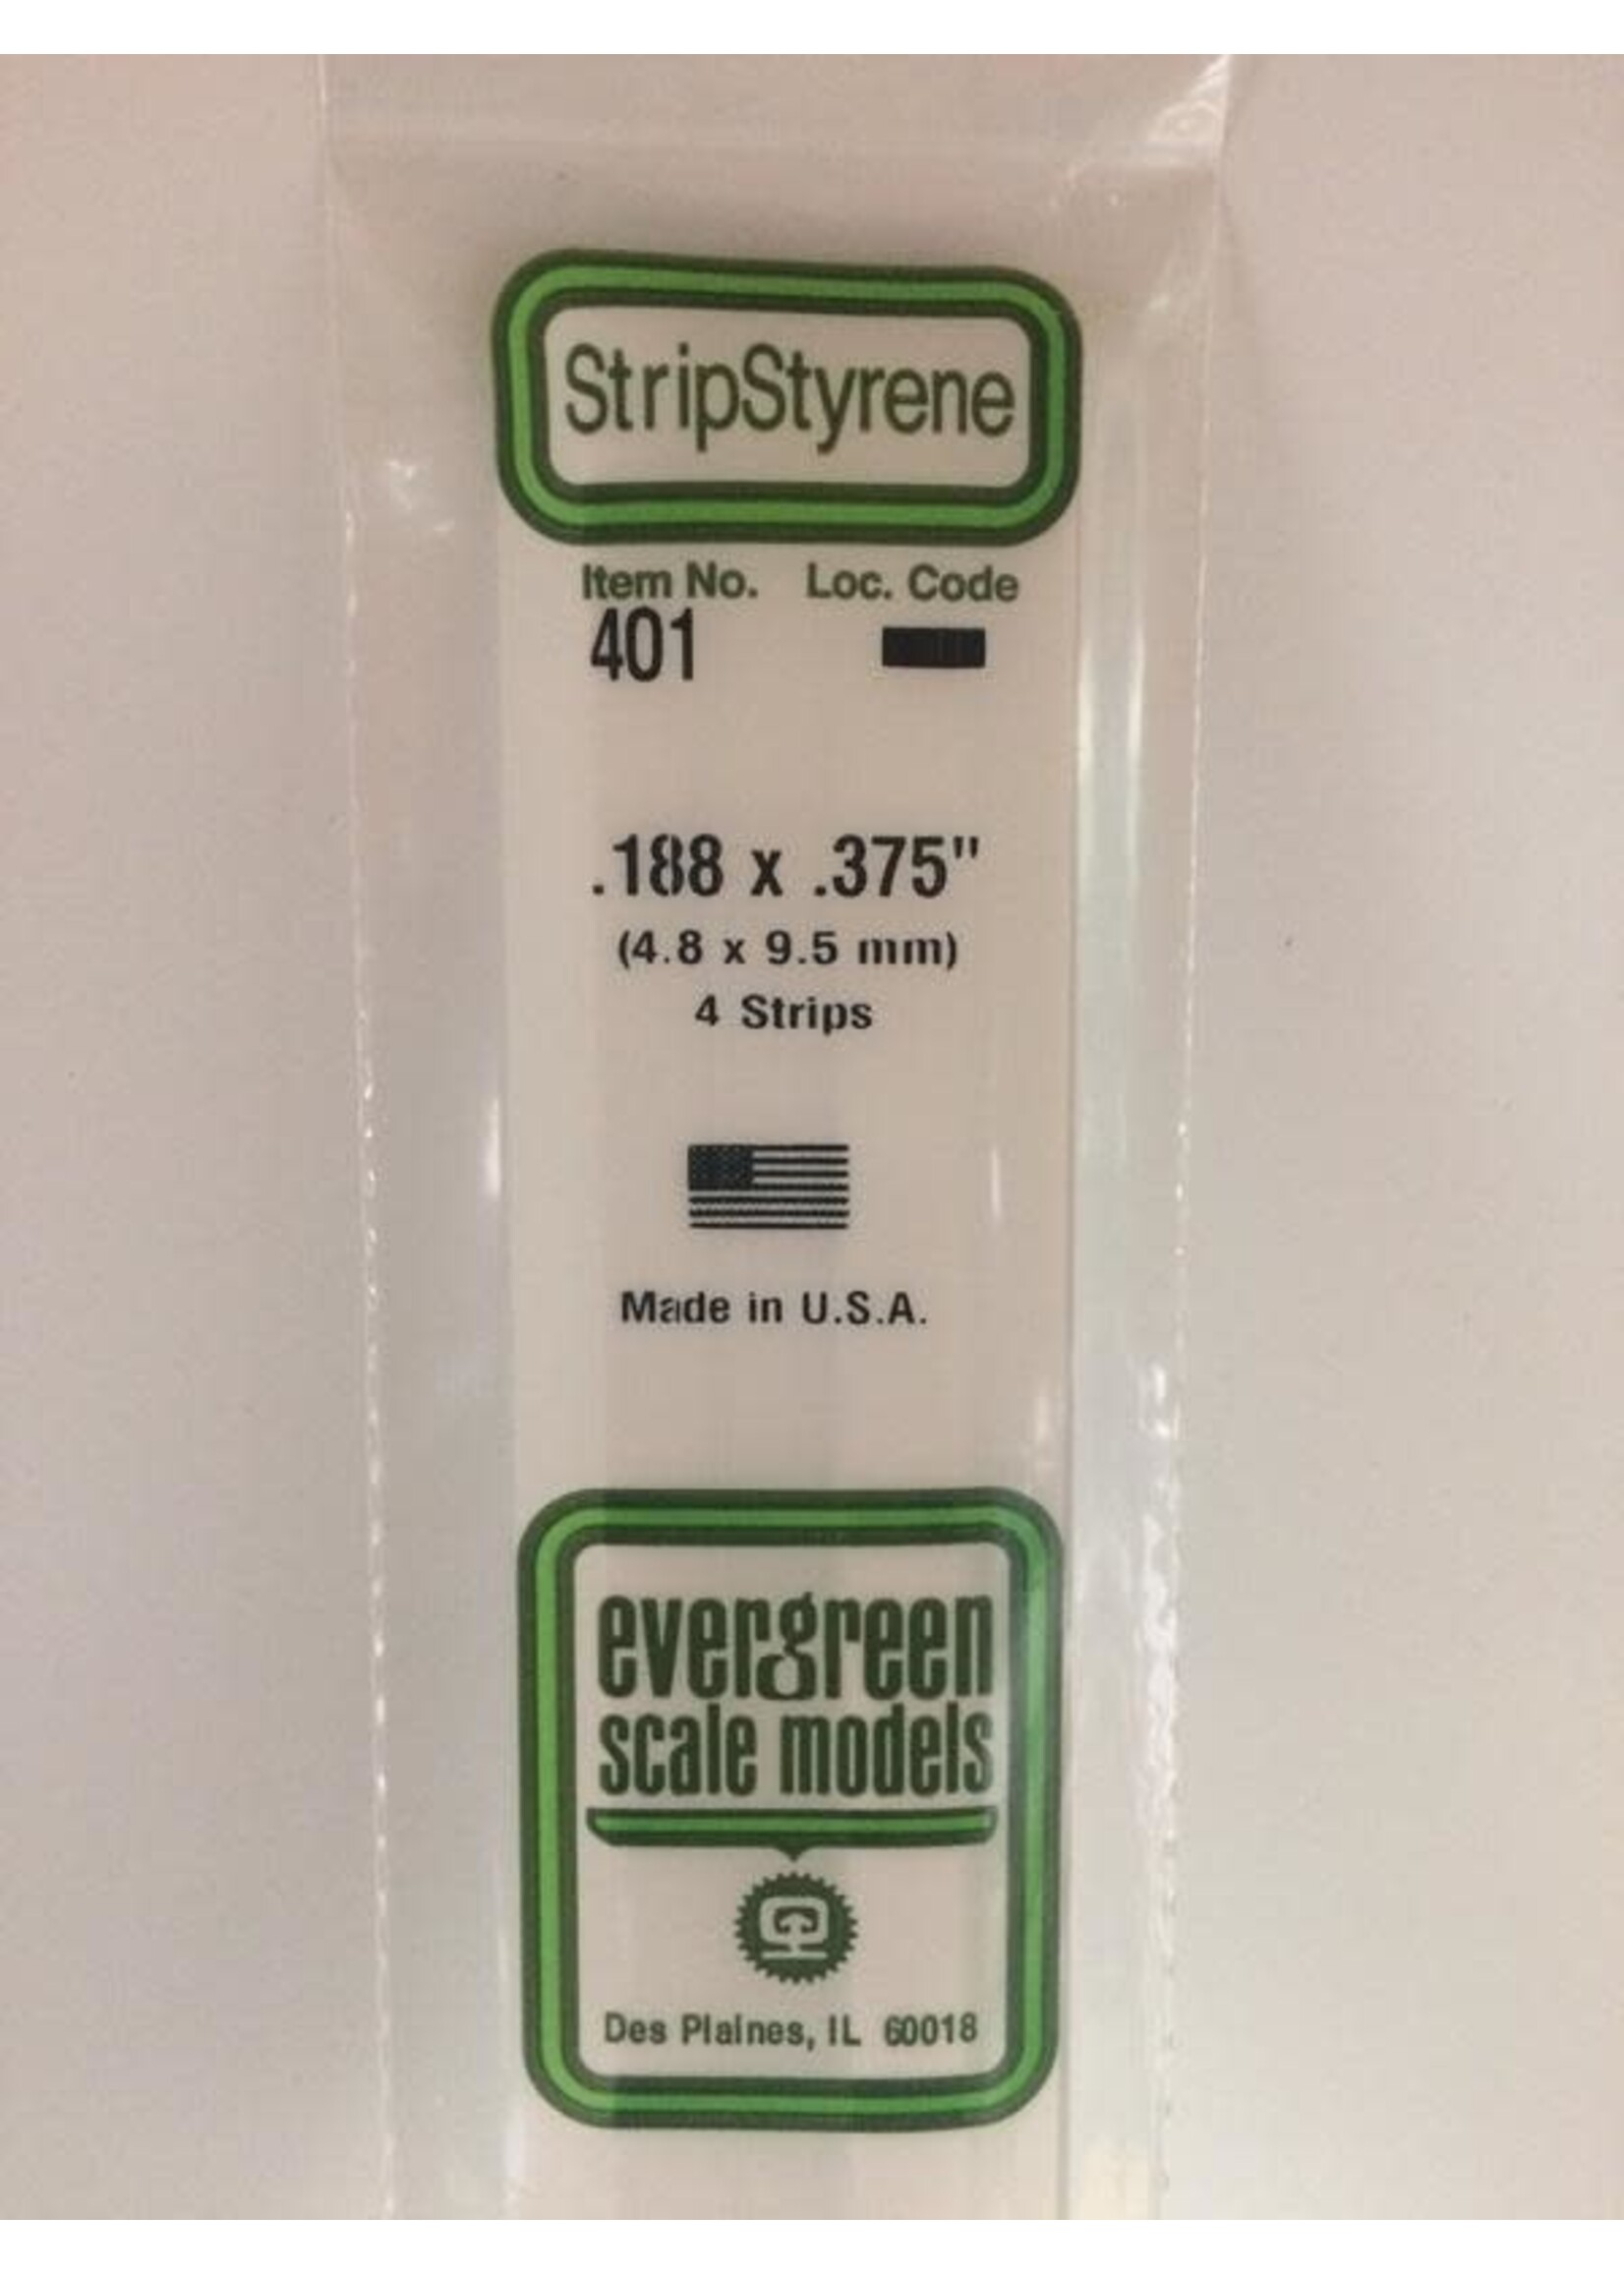 StripStyrene
Item No. Loc. Code
401
.188 x .375"
(4.8 x 9.5 mm)
4 Strips
Made in U.S.A.
evergreen
scale models
Des Plaines, IL 60018